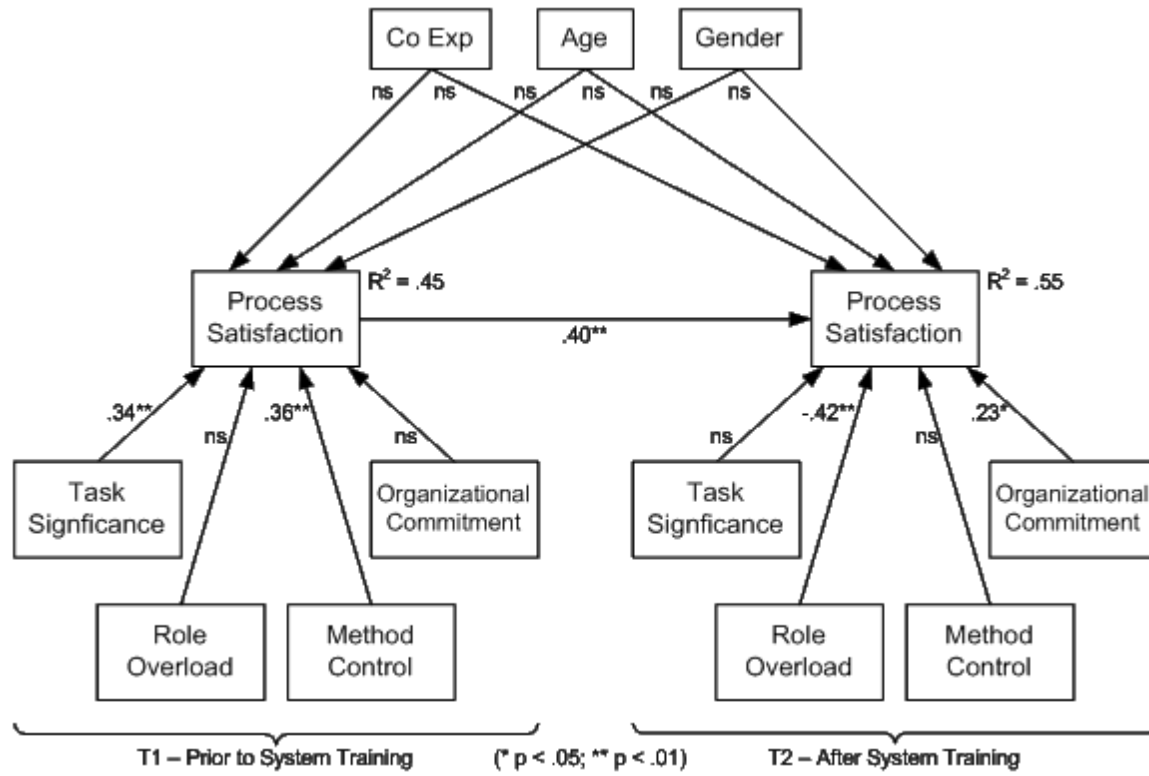 Co Exp
Age
Gender
ns
ns
ns
ns
ns
ns
Process
Satisfaction
R² = .45
.40**
Process
Satisfaction
R² = .55
.34**
ns
.36**
ns
ns
-.42**
ns
.23*
Task
Signficance
Organizational
Commitment
Task
Signficance
Organizational
Commitment
Role
Overload
Method
Control
Role
Overload
Method
Control
T1 – Prior to System Training
(* p < .05; ** p < .01)
T2 – After System Training